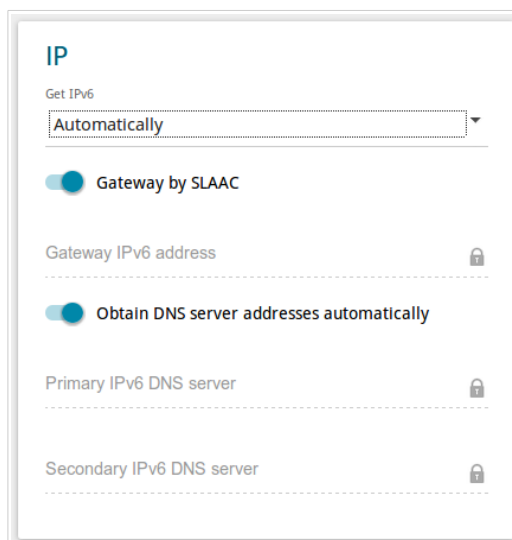 IP
Get IPv6
Automatically
Gateway by SLAAC
Gateway IPv6 address
Obtain DNS server addresses automatically
Primary IPv6 DNS server
Secondary IPv6 DNS server